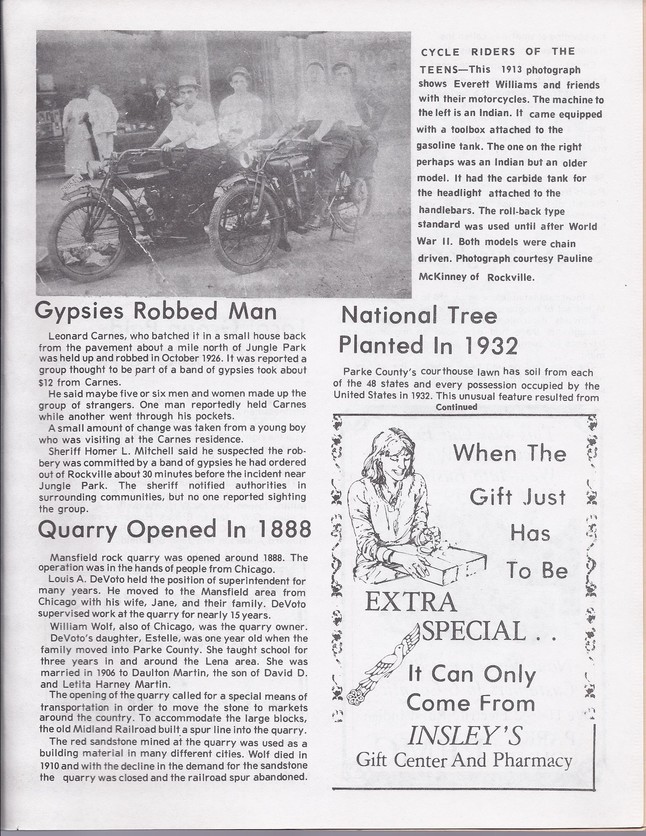 CYCLE RIDERS OF THE
TEENS—This 1913 photograph
shows Everett Williams and friends
with their motorcycles. The machine to
the left is an Indian. It came equipped
with a toolbox attached to the
gasoline tank. The one on the right
perhaps was an Indian but an older
model. It had the carbide tank for
the headlight attached to the
handlebars. The roll-back type
standard was used until after World
War II. Both models were chain
driven. Photograph courtesy Pauline
McKinney of Rockville.
Gypsies Robbed Man
Leonard Carnes, who batched it in a small house back
from the pavement about a mile north of Jungle Park
was held up and robbed in October 1926. It was reported a
group thought to be part of a band of gypsies took about
$12 from Carnes.
He said maybe five or six men and women made up the
group of strangers. One man reportedly held Carnes
while another went through his pockets.
A small amount of change was taken from a young boy
who was visiting at the Carnes residence.
Sheriff Homer L. Mitchell said he suspected the rob-
bery was committed by a band of gypsies he had ordered
out of Rockville about 30 minutes before the incident near
Jungle Park. The sheriff notified authorities in
surrounding communities, but no one reported sighting
the group.
Quarry Opened In 1888
Mansfield rock quarry was opened around 1888. The
operation was in the hands of people from Chicago.
Louis A. DeVoto held the position of superintendent for
many years. He moved to the Mansfield area from
Chicago with his wife, Jane, and their family. DeVoto
supervised work at the quarry for nearly 15 years.
William Wolf, also of Chicago, was the quarry owner.
DeVoto's daughter, Estelle, was one year old when the
family moved into Parke County. She taught school for
three years in and around the Lena area. She was
married in 1906 to Daulton Martin, the son of David D.
and Letita Harney Martin.
The opening of the quarry called for a special means of
transportation in order to move the stone to markets
around the country. To accommodate the large blocks,
the old Midland Railroad built a spur line into the quarry.
The red sandstone mined at the quarry was used as a
building material in many different cities. Wolf died in
1910 and with the decline in the demand for the sandstone
the quarry was closed and the railroad spur abandoned.
National Tree
Planted In 1932
Parke County's courthouse lawn has soil from each
of the 48 states and every possession occupied by the
United States in 1932. This unusual feature resulted from
Continued
When The
Gift Just
Has
To Be
EXTRA
SPECIAL . .
It Can Only
Come From
INSLEY'S
Gift Center And Pharmacy